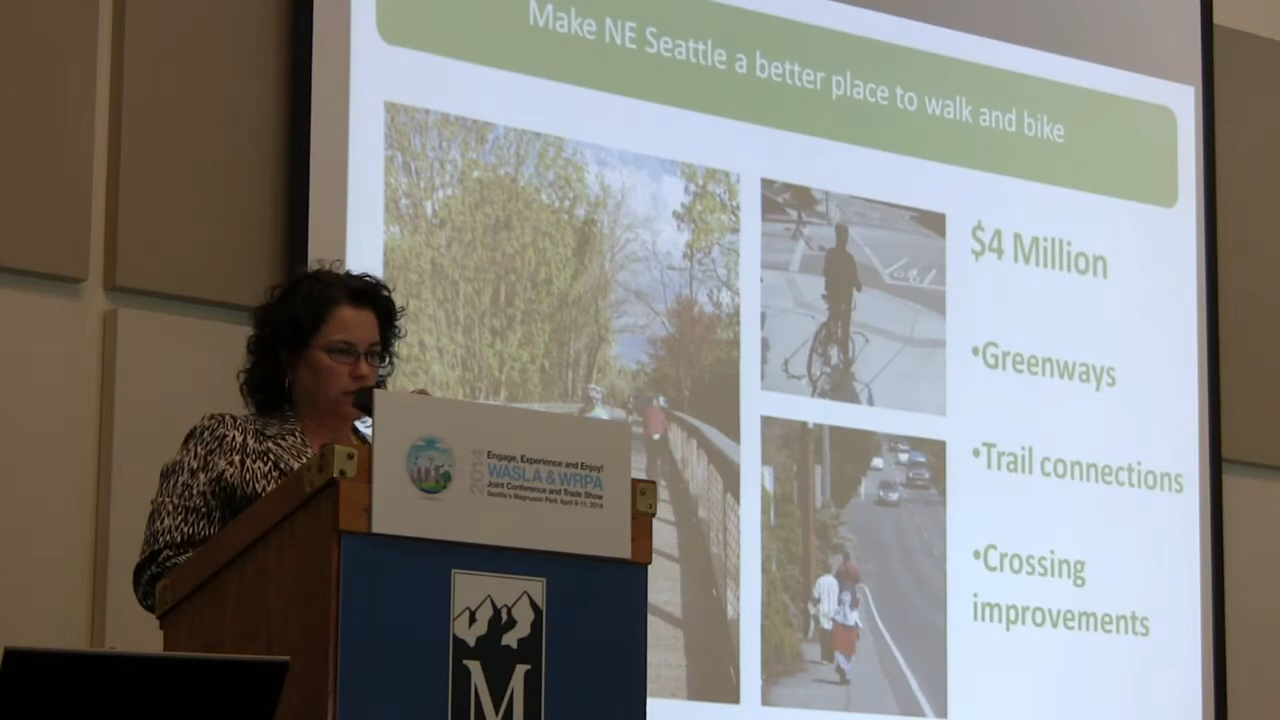 Make NE Seattle a better place to walk and bike
$4 Million
•Greenways
•Trail connections
•Crossing
improvements
2014
Engage, Experience and Enjoy!
WASLA & WRPA
Joint Conference and Trade Show
Seattle's Magnuson Park April 8-11, 2014
M